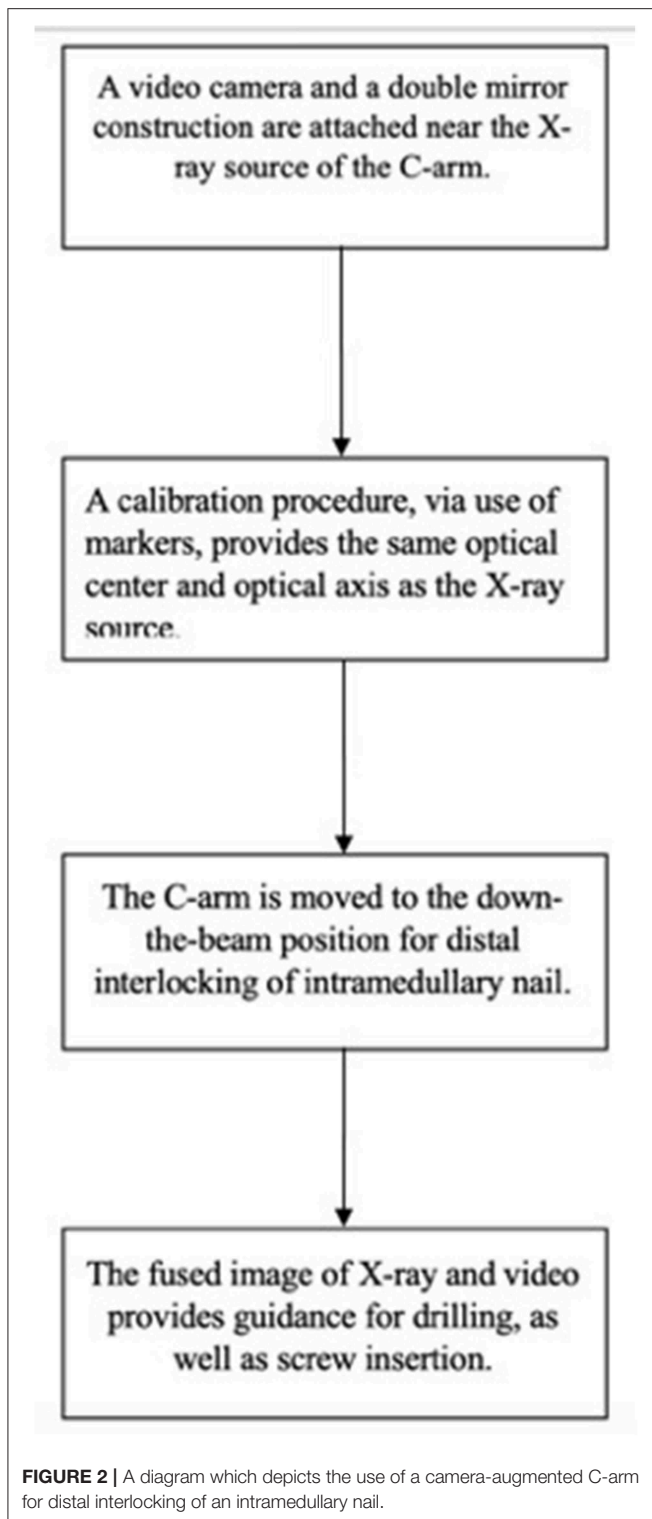 A video camera and a double mirror
construction are attached near the X-
ray source of the C-arm.
A calibration procedure, via use of
markers, provides the same optical
center and optical axis as the X-ray
source.
The C-arm is moved to the down-
the-beam position for distal
interlocking of intramedullary nail.
The fused image of X-ray and video
provides guidance for drilling, as
well as screw insertion.
FIGURE 2 | A diagram which depicts the use of a camera-augmented C-arm
for distal interlocking of an intramedullary nail.